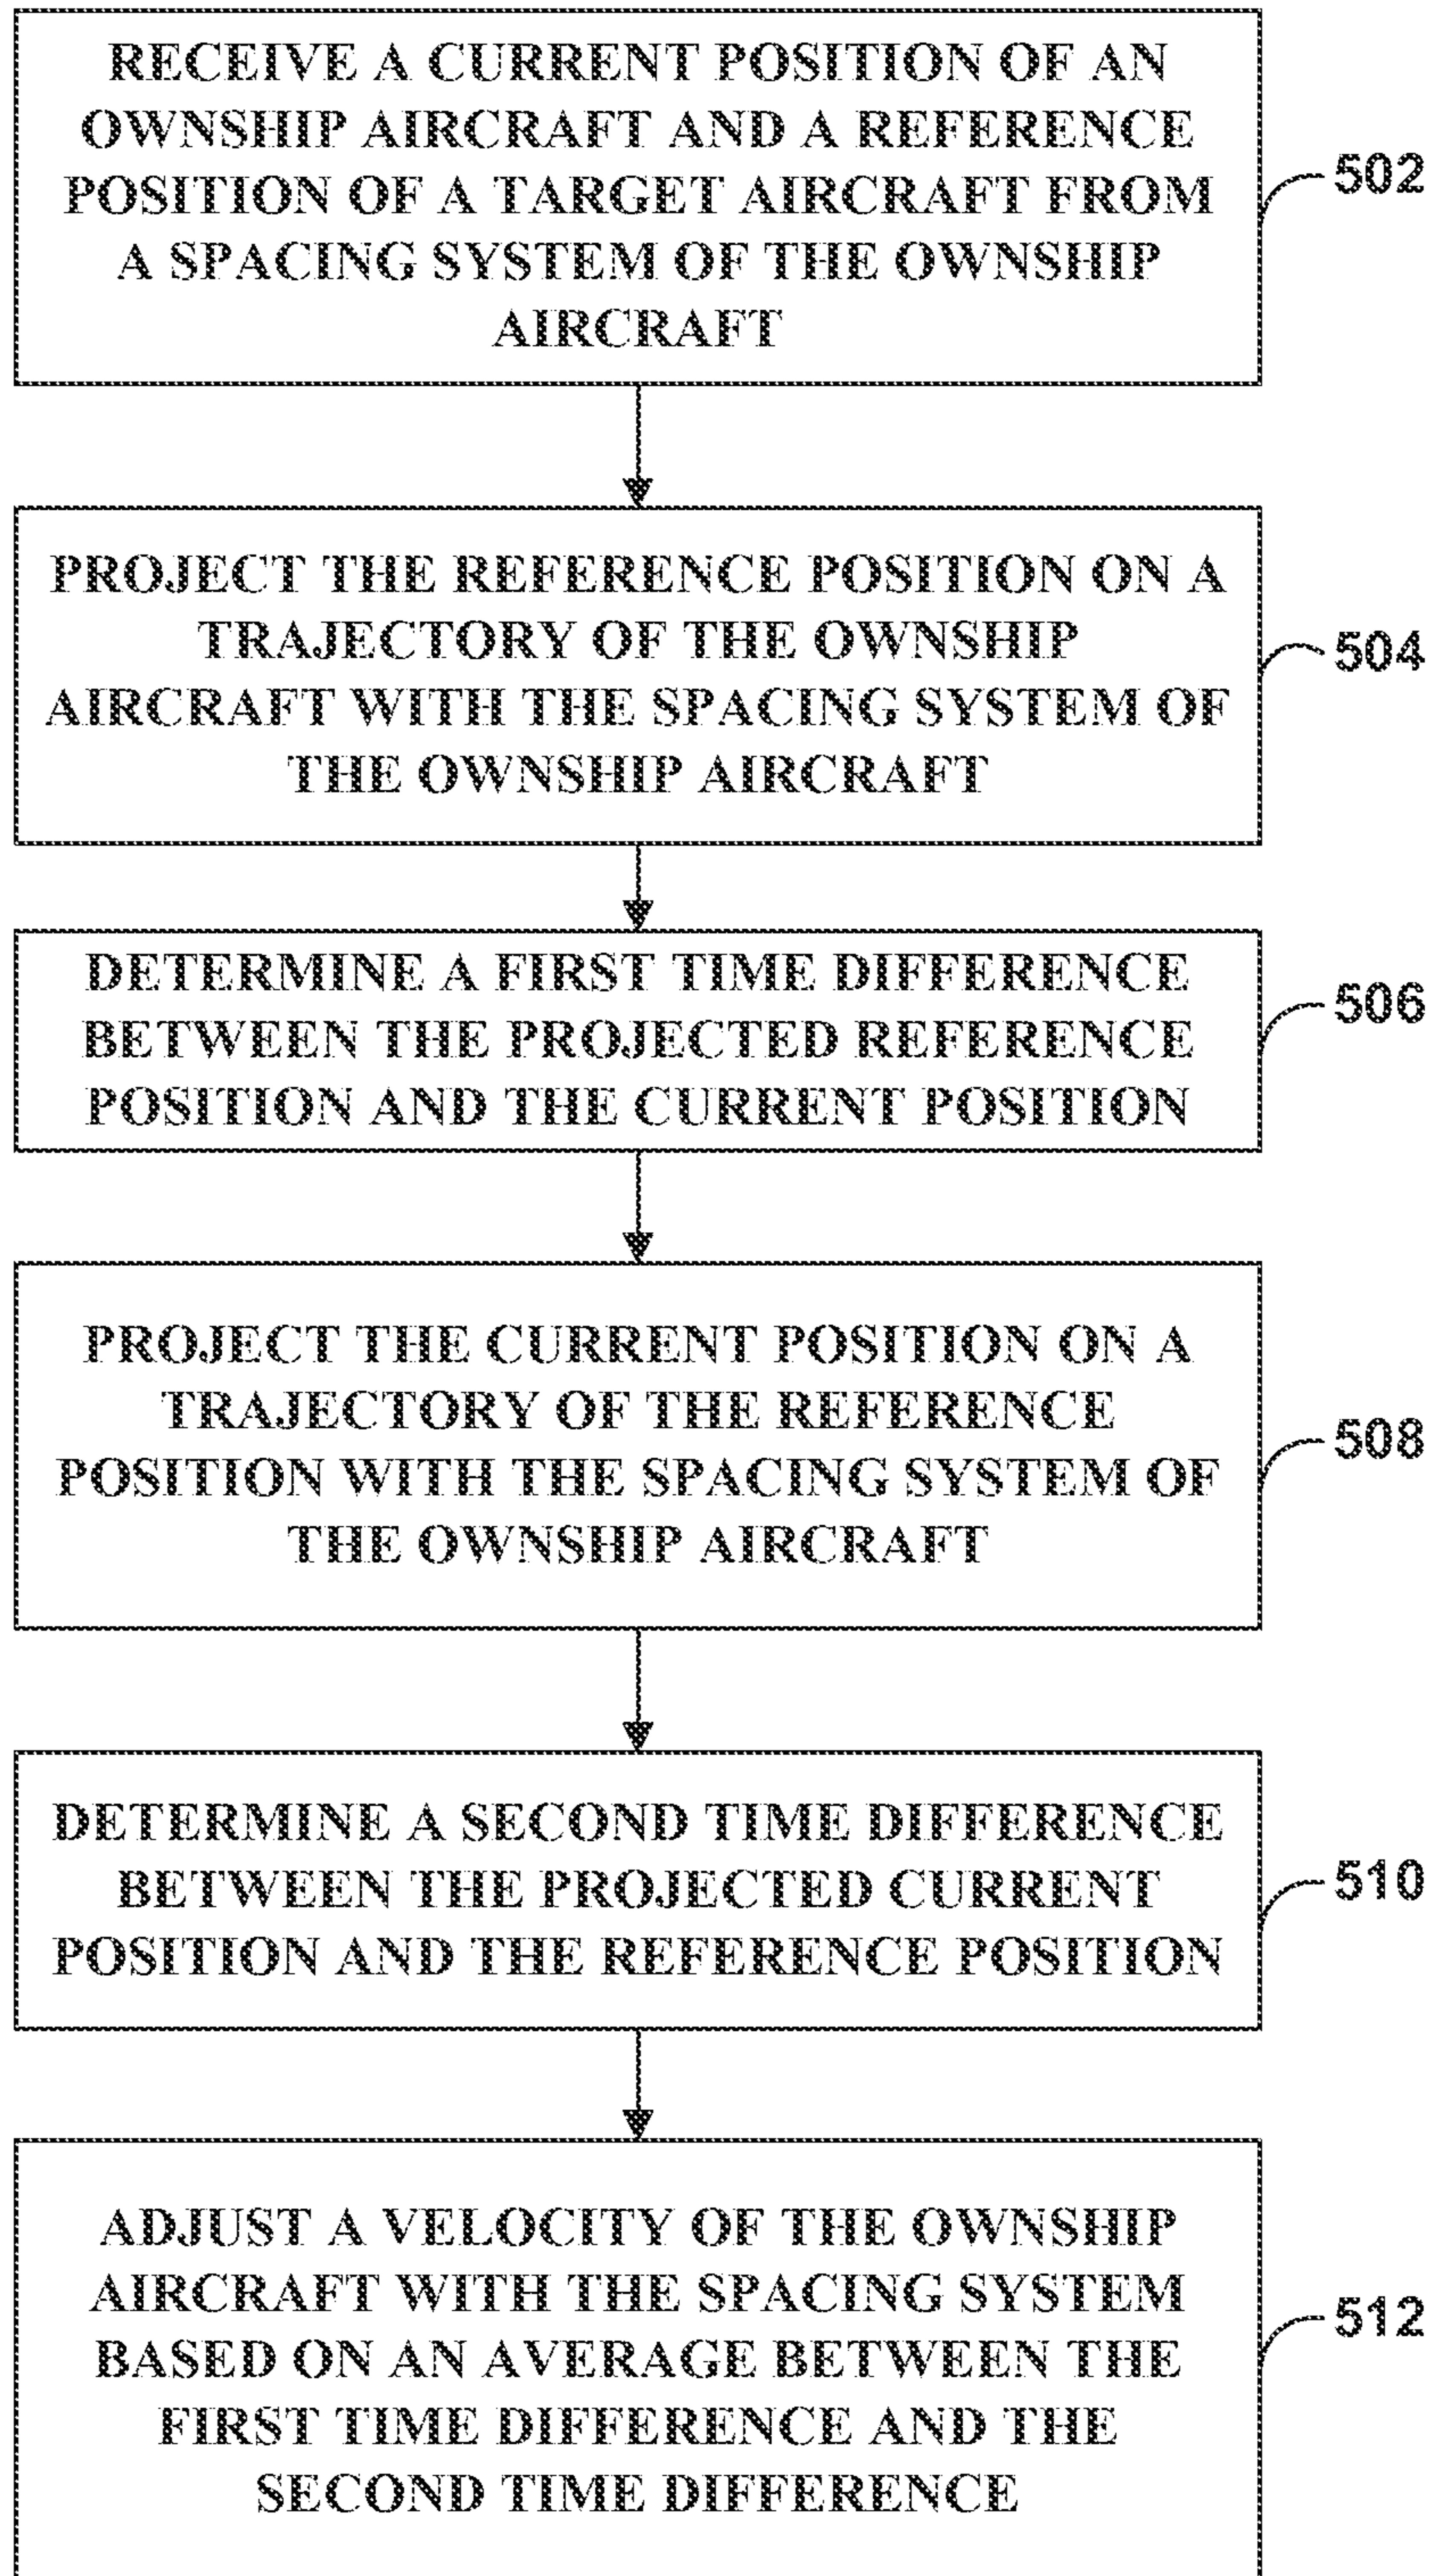 RECEIVE A CURRENT POSITION OF AN
OWNSHIP AIRCRAFT AND A REFERENCE
POSITION OF A TARGET AIRCRAFT FROM
A SPACING SYSTEM OF THE OWNSHIP
AIRCRAFT
502
PROJECT THE REFERENCE POSITION ON A
TRAJECTORY OF THE OWNSHIP
AIRCRAFT WITH THE SPACING SYSTEM OF
THE OWNSHIP AIRCRAFT
504
DETERMINE A FIRST TIME DIFFERENCE
BETWEEN THE PROJECTED REFERENCE
POSITION AND THE CURRENT POSITION
506
PROJECT THE CURRENT POSITION ON A
TRAJECTORY OF THE REFERENCE
POSITION WITH THE SPACING SYSTEM OF
THE OWNSHIP AIRCRAFT
508
DETERMINE A SECOND TIME DIFFERENCE
BETWEEN THE PROJECTED CURRENT
POSITION AND THE REFERENCE POSITION
510
ADJUST A VELOCITY OF THE OWNSHIP
AIRCRAFT WITH THE SPACING SYSTEM
BASED ON AN AVERAGE BETWEEN THE
FIRST TIME DIFFERENCE AND THE
SECOND TIME DIFFERENCE
512